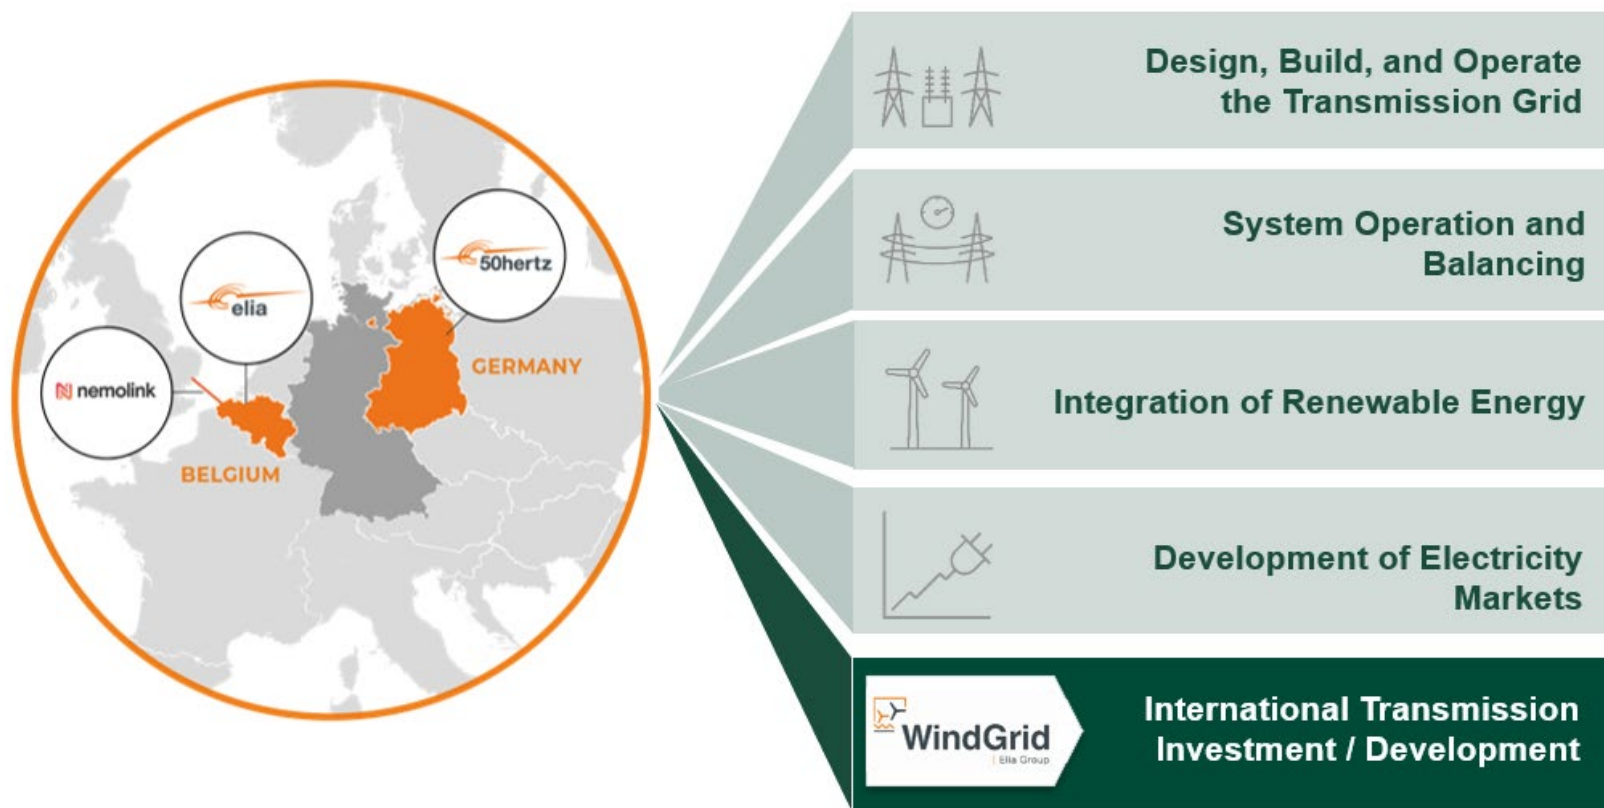 50hertz
elia
nemolink
GERMANY
BELGIUM
Design, Build, and Operate
the Transmission Grid
System Operation and
Balancing
Integration of Renewable Energy
Development of Electricity
Markets
WindGrid
Elia Group
International Transmission
Investment / Development